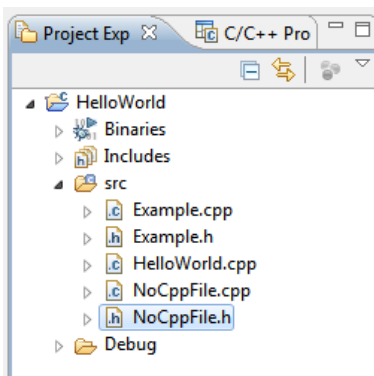 Project Exp C/C++ Pro
HelloWorld
Binaries
Includes
src
Example.cpp
Example.h
HelloWorld.cpp
NoCppFile.cpp
NoCppFile.h
Debug